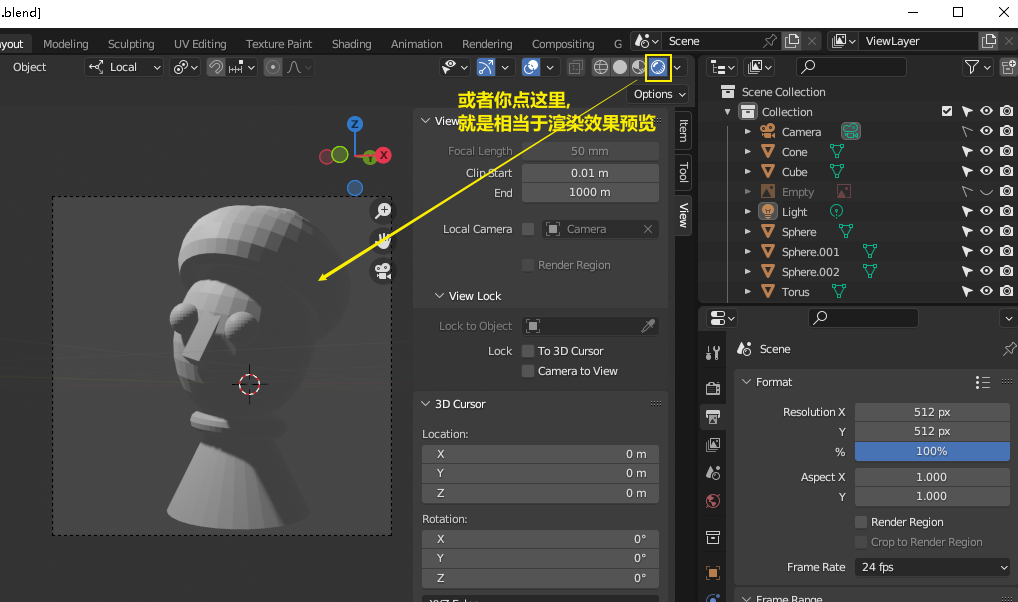 .blend]
yout Modeling Sculpting UV Editing Texture Paint Shading Animation Rendering Compositing G Scene ViewLayer
Object Local
Options
或者你点这里,
就是相当于渲染效果预览
View
Focal Length 50 mm
Clip Start 0.01 m
End 1000 m
Local Camera Camera
Render Region
View Lock
Lock to Object
Lock To 3D Cursor
Camera to View
3D Cursor
Location:
X 0 m
Y 0 m
Z 0 m
Rotation:
X 0°
Y 0°
Z 0°
Item
Tool
View
Z
X
Y
Scene Collection
Collection
Camera
Cone
Cube
Empty
Light
Sphere
Sphere.001
Sphere.002
Torus
Scene
Format
Resolution X 512 px
Y 512 px
% 100%
Aspect X 1.000
Y 1.000
Render Region
Crop to Render Region
Frame Rate 24 fps
Frame Range